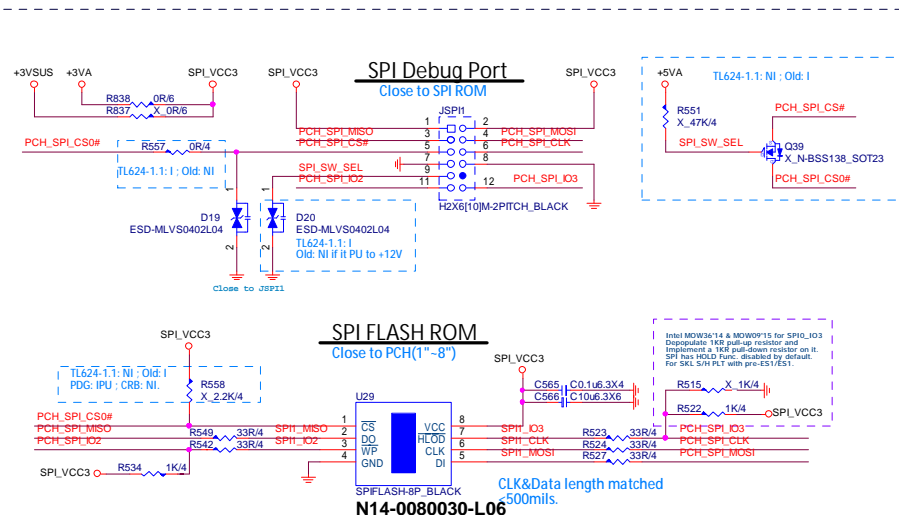 SPI Debug Port
Close to SPI ROM
+3VSUS
+3VA
SPI_VCC3
R838
0R/6
R837
X_0R/6
PCH_SPI_CS0#
R557
0R/4
TL624-1.1: I ; Old: NI
SPI_VCC3
SPI_VCC3
JSPI1
PCH_SPI_MISO
1
2
PCH_SPI_MOSI
PCH_SPI_CS#
3
4
PCH_SPI_CLK
5
6
7
8
SPI_SW_SEL
9
PCH_SPI_IO2
11
12
PCH_SPI_IO3
H2X6[10]M-2PITCH_BLACK
1
2
D19
ESD-MLVS0402L04
1
2
D20
ESD-MLVS0402L04
TL624-1.1: I
Old: NI if it PU to +12V
Close to JSPI1
TL624-1.1: NI ; Old: I
+5VA
R551
X_47K/4
SPI_SW_SEL
PCH_SPI_CS#
Q39
X_N-BSS138_SOT23
PCH_SPI_CS0#
SPI FLASH ROM
Close to PCH(1"~8")
SPI_VCC3
TL624-1.1: NI ; Old: I
PDG: IPU ; CRB: NI.
R558
X_2.2K/4
PCH_SPI_CS0#
PCH_SPI_MISO
R549
33R/4
SPI1_MISO
PCH_SPI_IO2
R542
33R/4
SPI1_IO2
SPI_VCC3
R534
1K/4
U29
1
CS
2
DO
3
WP
4
GND
VCC
8
HLOD
7
CLK
6
DI
5
SPIFLASH-8P_BLACK
N14-0080030-L06
SPI_VCC3
C565
C0.1u6.3X4
C566
C10u6.3X6
SPI1_IO3
R523
33R/4
PCH_SPI_IO3
SPI1_CLK
R524
33R/4
PCH_SPI_CLK
SPI1_MOSI
R527
33R/4
PCH_SPI_MOSI
CLK&Data length matched
<500mils.
Intel MOW36'14 & MOW09'15 for SPI0_IO3
Depopulate 1KR pull-up resistor and
Implement a 1KR pull-down resistor on it.
SPI has HOLD Func. disabled by default.
For SKL S/H PLT with pre-ES1/ES1.
R515
X_1K/4
R522
1K/4
SPI_VCC3